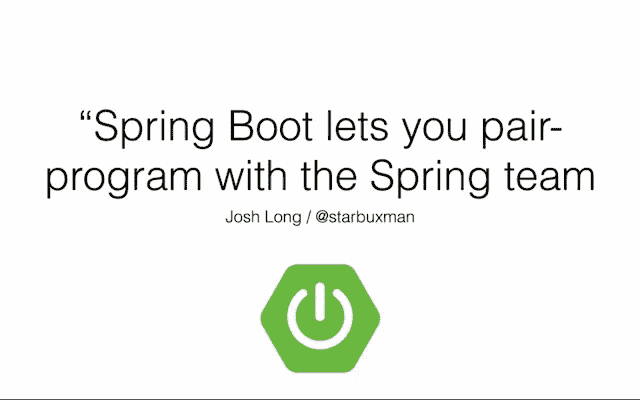 “Spring Boot lets you pair-
program with the Spring team
Josh Long / @starbuxman